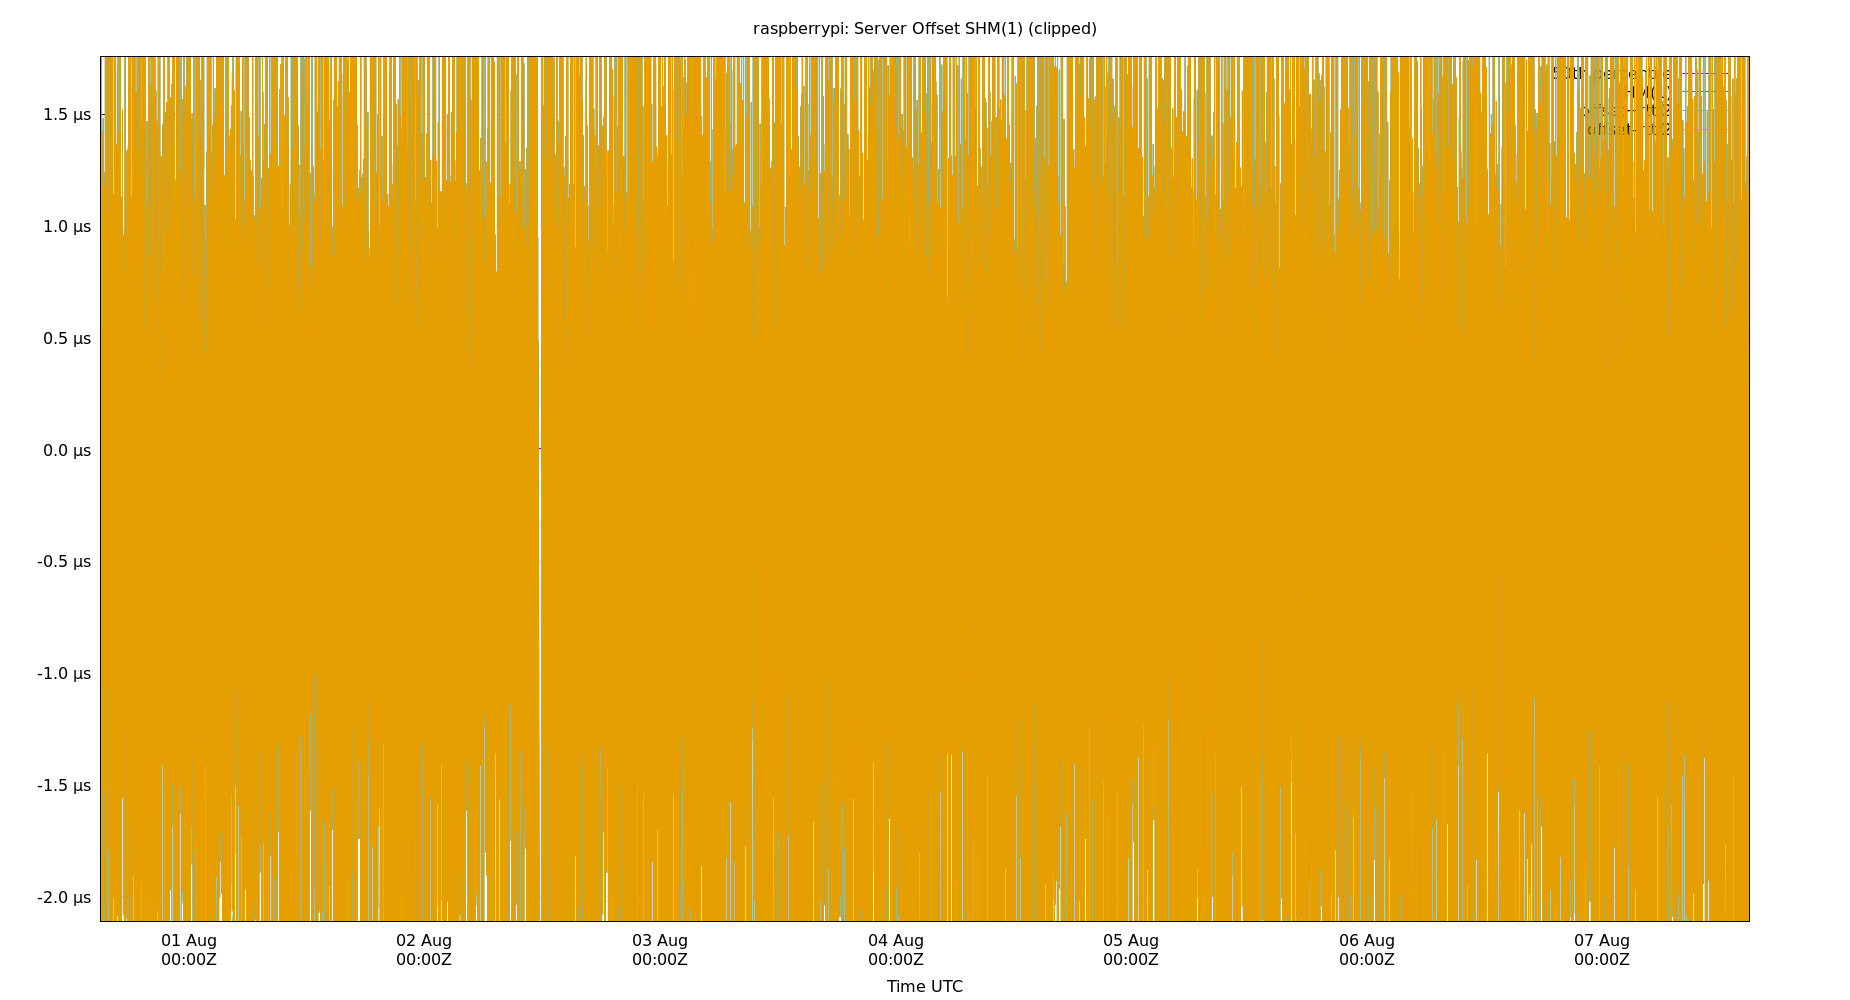 raspberrypi: Server Offset SHM(1) (clipped)
1.5 µs
1.0 µs
0.5 µs
0.0 µs
-0.5 µs
-1.0 µs
-1.5 µs
-2.0 µs
01 Aug 02 Aug 03 Aug 04 Aug 05 Aug 06 Aug 07 Aug
00:00Z 00:00Z 00:00Z 00:00Z 00:00Z 00:00Z 00:00Z
Time UTC